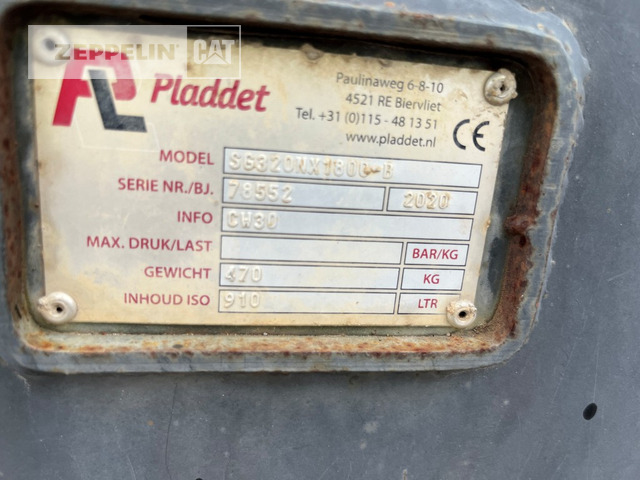 ZEPPELIN CAT
PL Pladdet
Paulinaweg 6-8-10
4521 RE Biervliet
Tel. +31 (0)115 - 48 13 51
www.pladdet.nl
CE
MODEL SG320NX1800-B
SERIE NR./BJ. 78552 2020
INFO CW30
MAX. DRUK/LAST BAR/KG
GEWICHT 470 KG
INHOUD ISO 910 LTR